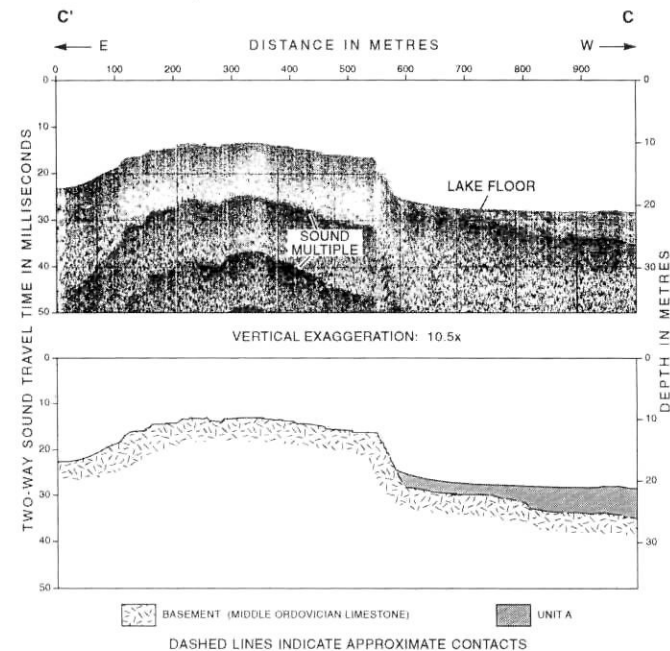 C' C
E DISTANCE IN METRES W
0 100 200 300 400 500 600 700 800 900
TWO-WAY SOUND TRAVEL TIME IN MILLISECONDS
DEPTH IN METRES
0 0
10
10
20
LAKE FLOOR
20
30
SOUND
MULTIPLE
40
30
50
VERTICAL EXAGGERATION: 10.5x
0 0
10
10
20
20
30
40
30
50
BASEMENT (MIDDLE ORDOVICIAN LIMESTONE) UNIT A
DASHED LINES INDICATE APPROXIMATE CONTACTS